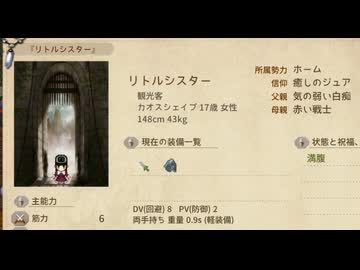 『リトルシスター』
リトルシスター
観光客
カオスシェイプ 17歳 女性
148cm 43kg
所属勢力 ホーム
信仰 癒しのジュア
父親 気の弱い白痴
母親 赤い戦士
現在の装備一覧
状態と祝福、
満腹
主能力
筋力 6
DV(回避) 8 PV(防御) 2
両手持ち 重量 0.9s (軽装備)